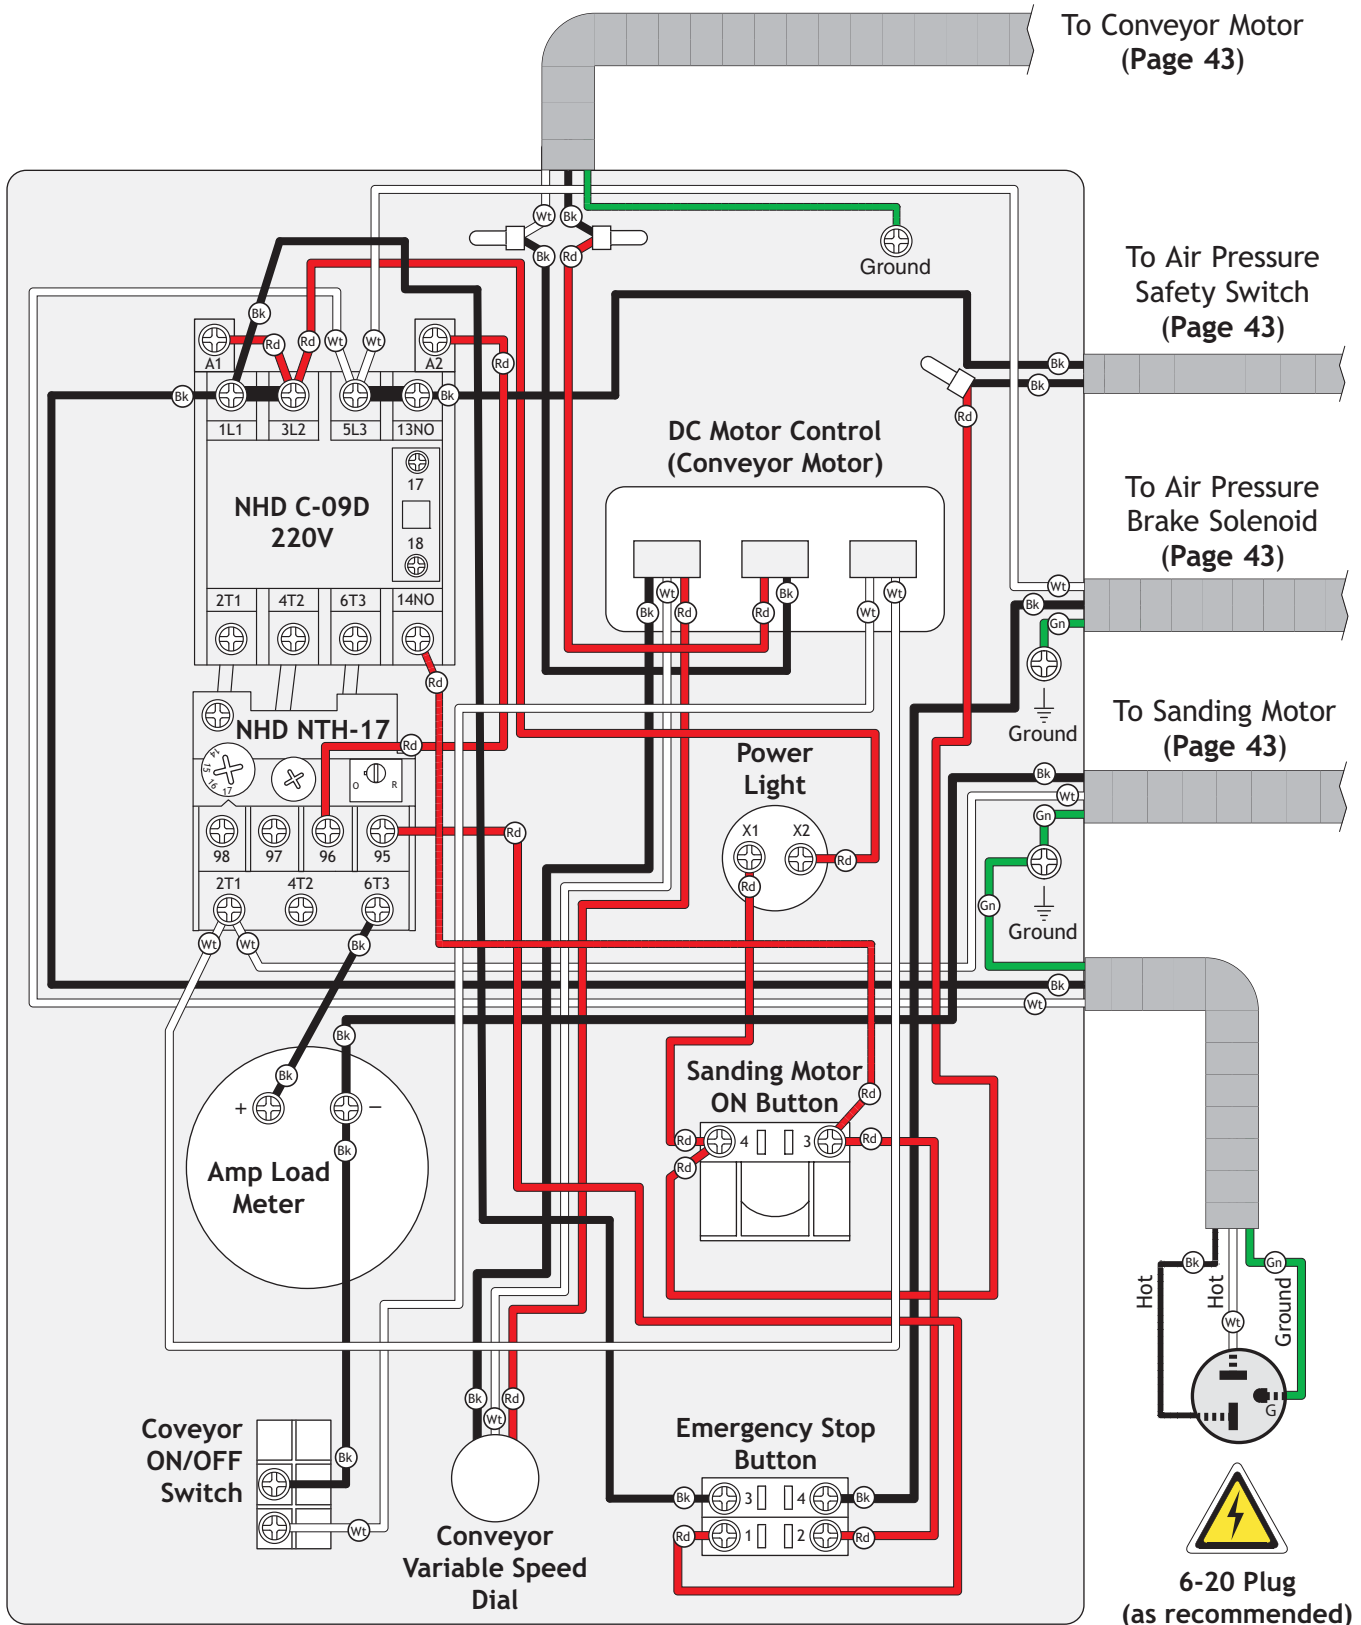 To Conveyor Motor
(Page 43)
Wt
Bk
Bk
Rd
Ground
To Air Pressure
Safety Switch
(Page 43)
Bk
Rd
Rd
Wt
Wt
Rd
A1
A2
Bk
Bk
Bk
Bk
Rd
1L1
3L2
5L3
13NO
DC Motor Control
(Conveyor Motor)
17
NHD C-09D
220V
18
To Air Pressure
Brake Solenoid
(Page 43)
2T1
4T2
6T3
14NO
Bk
Wt
Rd
Rd
Bk
Wt
Wt
Wt
Bk
Gn
Rd
NHD NTH-17
Rd
14
15
16
17
O
R
Ground
To Sanding Motor
(Page 43)
Power
Light
Bk
Wt
Gn
98
97
96
95
Rd
X1
X2
Rd
Rd
2T1
4T2
6T3
Wt
Wt
Bk
Gn
Ground
Bk
Wt
Bk
Bk
+
−
Bk
Amp Load
Meter
Sanding Motor
ON Button
Rd
Rd
4
3
Rd
Rd
Bk
Gn
Hot
Hot
Ground
Wt
G
Coveyor
ON/OFF
Switch
Bk
Wt
Bk
Wt
Rd
Conveyor
Variable Speed
Dial
Emergency Stop
Button
Bk
3
4
Bk
Rd
1
2
Rd
6-20 Plug
(as recommended)